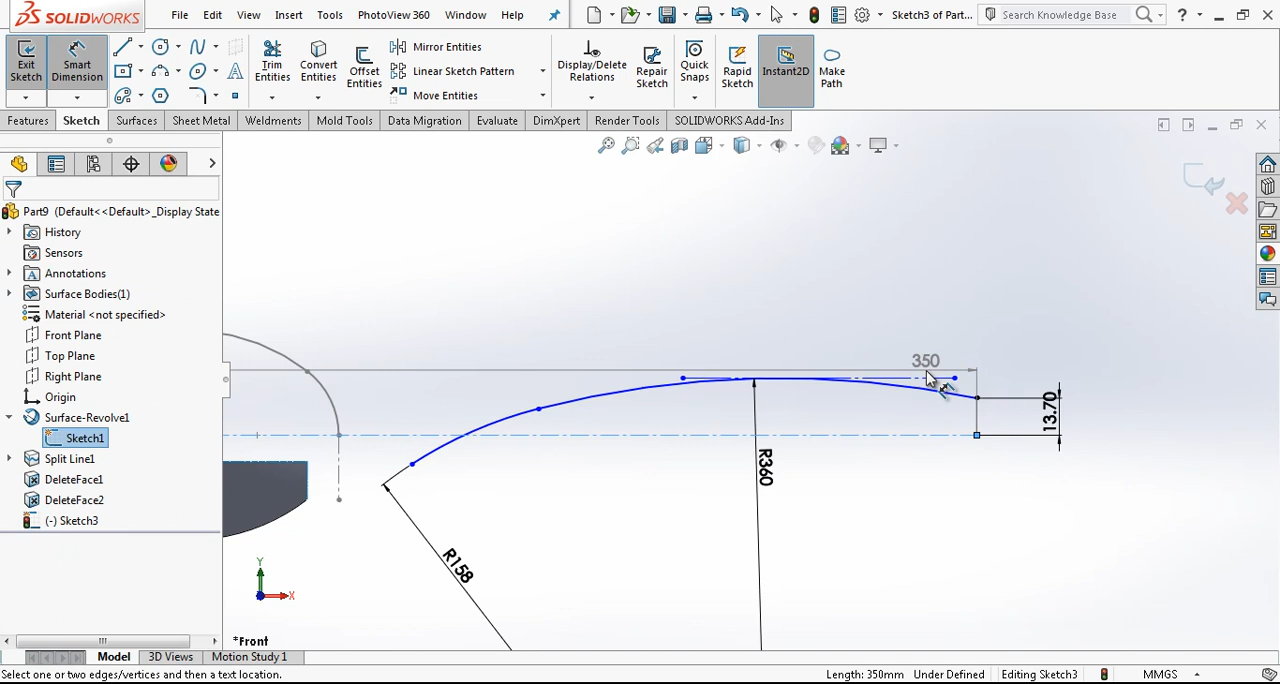 SOLIDWORKS File Edit View Insert Tools PhotoView 360 Window Help Sketch3 of Part... Search Knowledge Base ?
Exit Sketch
Smart Dimension
Trim Entities
Convert Entities
Offset Entities
Mirror Entities
Linear Sketch Pattern
Move Entities
Display/Delete Relations
Repair Sketch
Quick Snaps
Rapid Sketch
Instant2D
Make Path
Features Sketch Surfaces Sheet Metal Weldments Mold Tools Data Migration Evaluate DimXpert Render Tools SOLIDWORKS Add-Ins
Part9 (Default<<Default>_Display State
History
Sensors
Annotations
Surface Bodies(1)
Material <not specified>
Front Plane
Top Plane
Right Plane
Origin
Surface-Revolve1
Sketch1
Split Line1
DeleteFace1
DeleteFace2
(-) Sketch3
350
13.70
R360
R158
Y
X
*Front
Model 3D Views Motion Study 1
Select one or two edges/vertices and then a text location. Length: 350mm Under Defined Editing Sketch3 MMGS